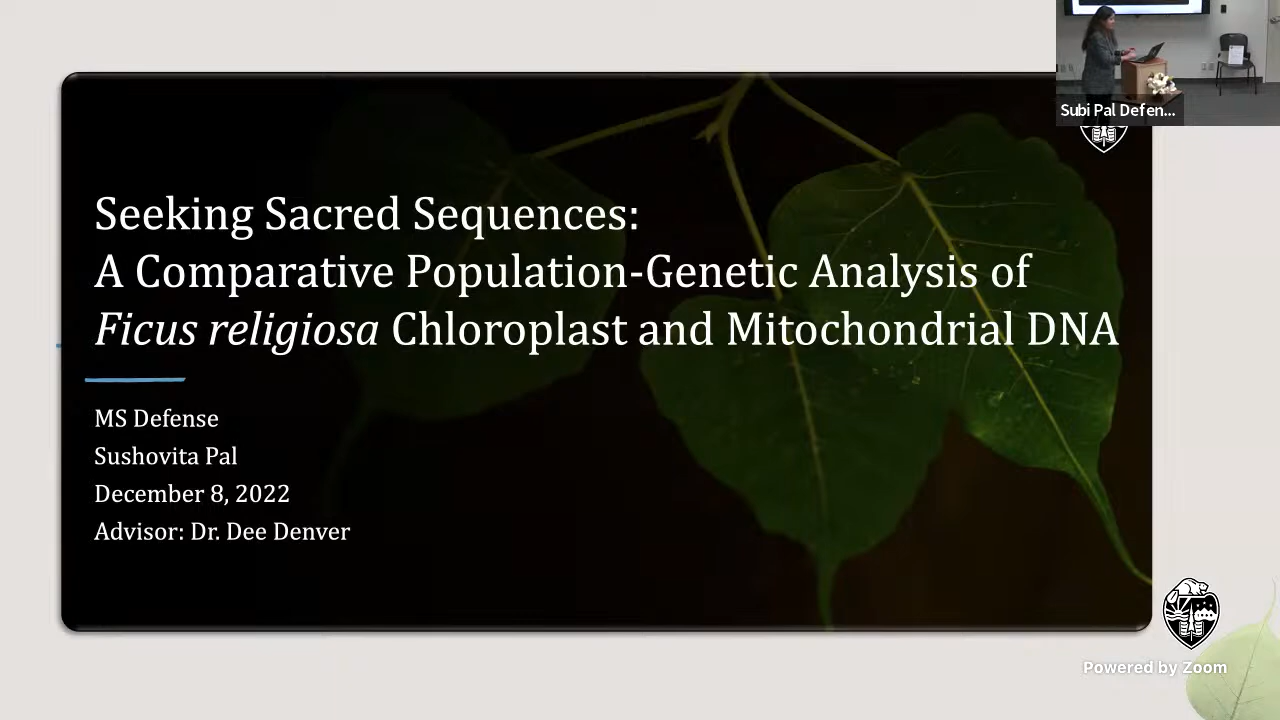 Subi Pal Defen...
Seeking Sacred Sequences:
A Comparative Population-Genetic Analysis of
Ficus religiosa Chloroplast and Mitochondrial DNA
MS Defense
Sushovita Pal
December 8, 2022
Advisor: Dr. Dee Denver
Powered by Zoom